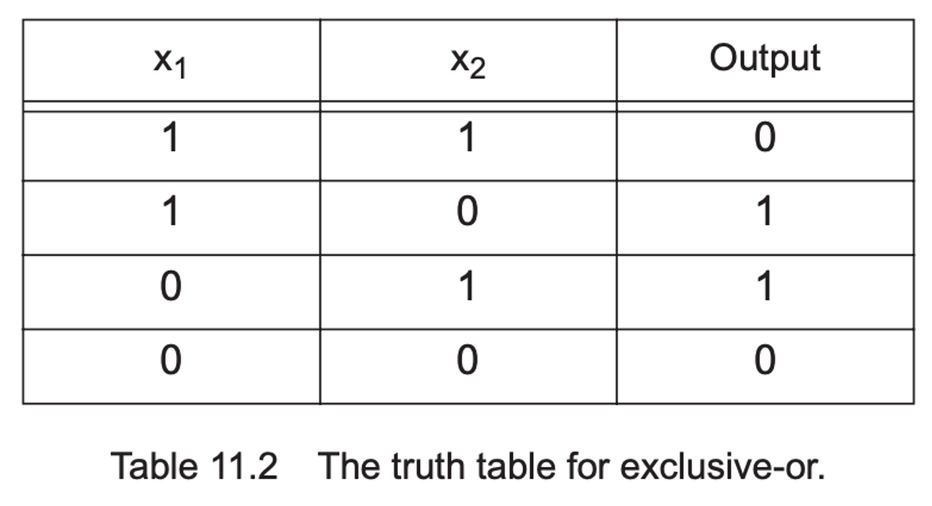 x₁ x₂ Output
1 1 0
1 0 1
0 1 1
0 0 0
Table 11.2 The truth table for exclusive-or.